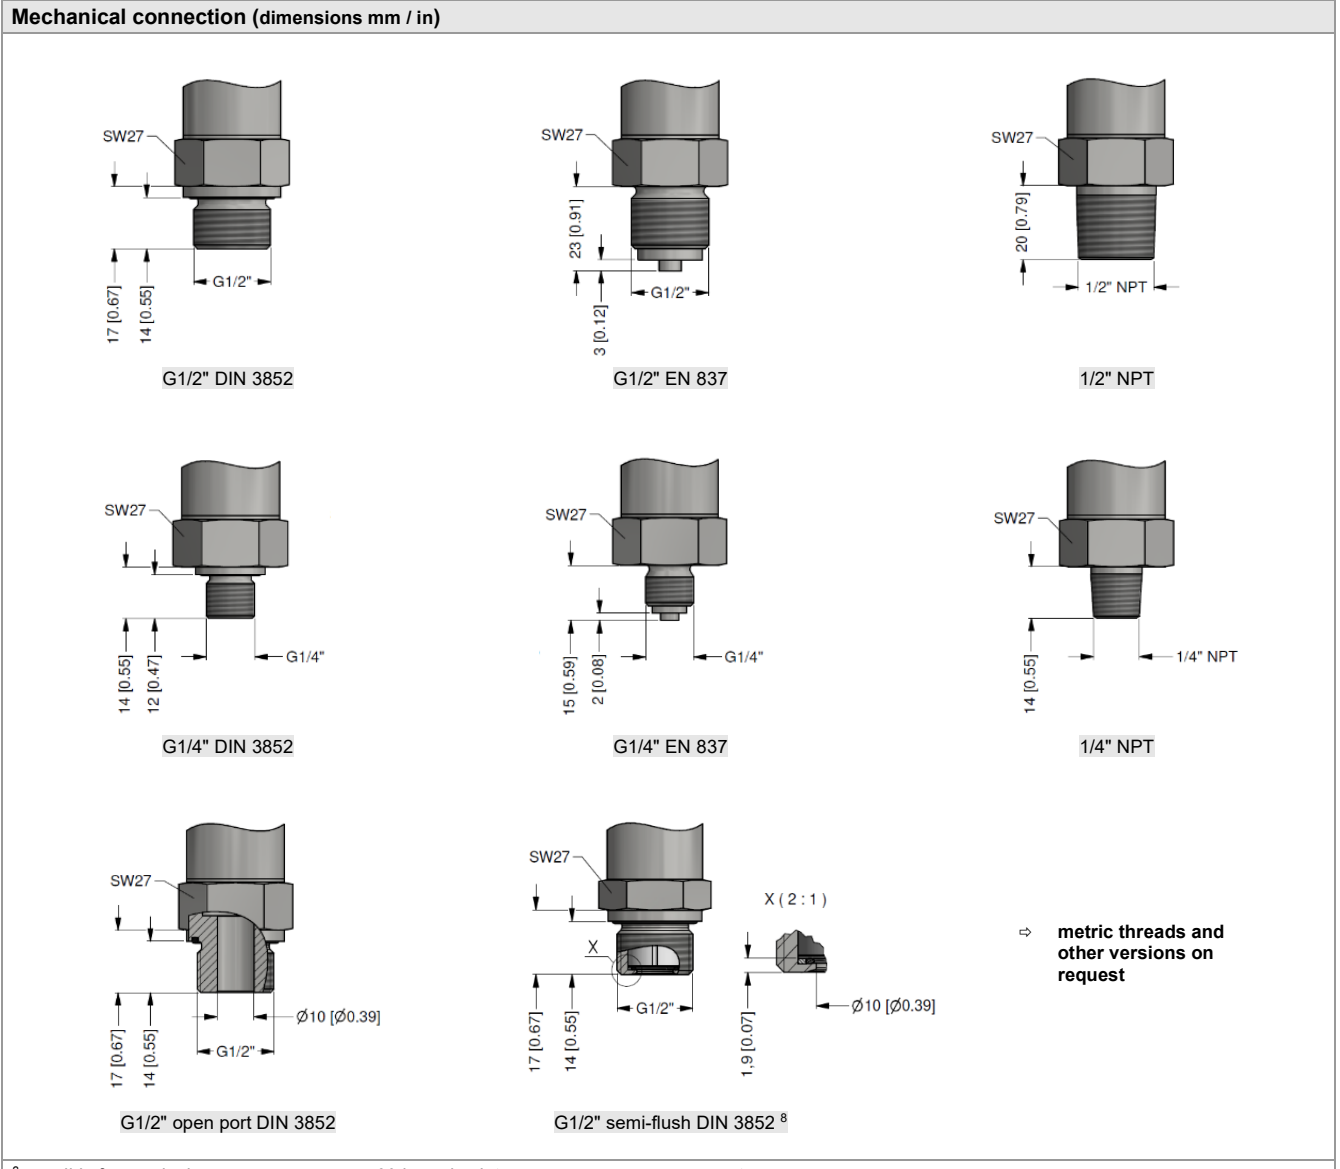 Mechanical connection (dimensions mm / in)
SW27
17 [0.67]
14 [0.55]
G1/2"
G1/2" DIN 3852
SW27
23 [0.91]
3 [0.12]
G1/2"
G1/2" EN 837
SW27
20 [0.79]
1/2" NPT
1/2" NPT
SW27
14 [0.55]
12 [0.47]
G1/4"
G1/4" DIN 3852
SW27
15 [0.59]
2 [0.08]
G1/4"
G1/4" EN 837
SW27
14 [0.55]
1/4" NPT
1/4" NPT
SW27
17 [0.67]
14 [0.55]
Ø10 [Ø0.39]
G1/2"
G1/2" open port DIN 3852
SW27
X
17 [0.67]
14 [0.55]
G1/2"
X ( 2 : 1 )
1,9 [0.07]
Ø10 [Ø0.39]
G1/2" semi-flush DIN 3852 8
⇨ metric threads and
other versions on
request